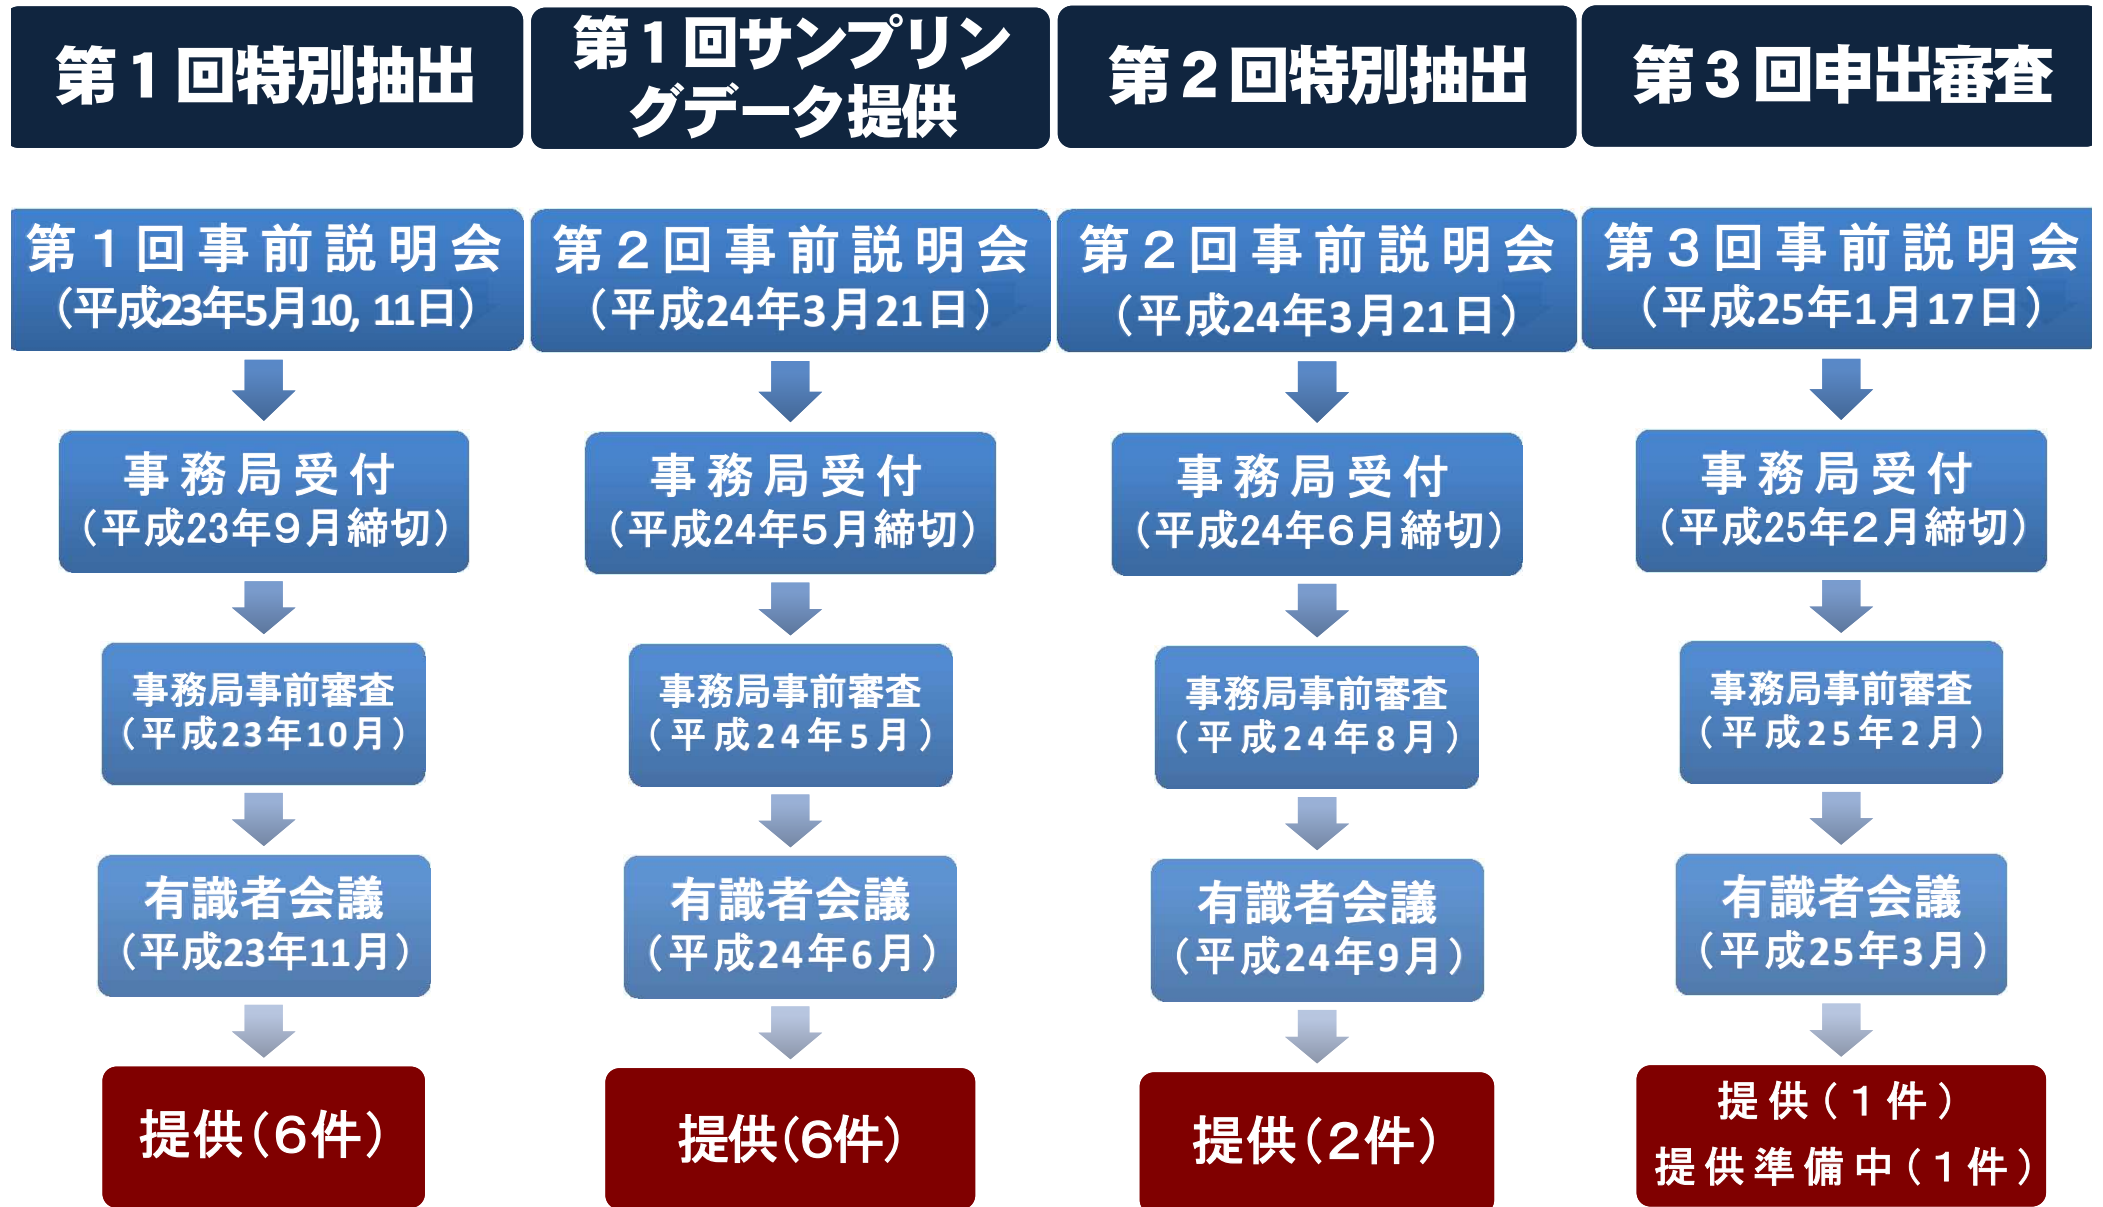 第１回特別抽出
第１回サンプリン
グデータ提供
第２回特別抽出
第３回申出審査
第１回事前説明会
（平成23年5月10, 11日）
第２回事前説明会
（平成24年3月21日）
第２回事前説明会
（平成24年3月21日）
第３回事前説明会
（平成25年1月17日）
事務局受付
（平成23年９月締切）
事務局受付
（平成24年５月締切）
事務局受付
（平成24年６月締切）
事務局受付
（平成25年２月締切）
事務局事前審査
（平成23年10月）
事務局事前審査
（平成24年5月）
事務局事前審査
（平成24年8月）
事務局事前審査
（平成25年2月）
有識者会議
（平成23年11月）
有識者会議
（平成24年6月）
有識者会議
（平成24年9月）
有識者会議
（平成25年3月）
提供（６件）
提供（６件）
提供（２件）
提供（１件）
提供準備中（１件）